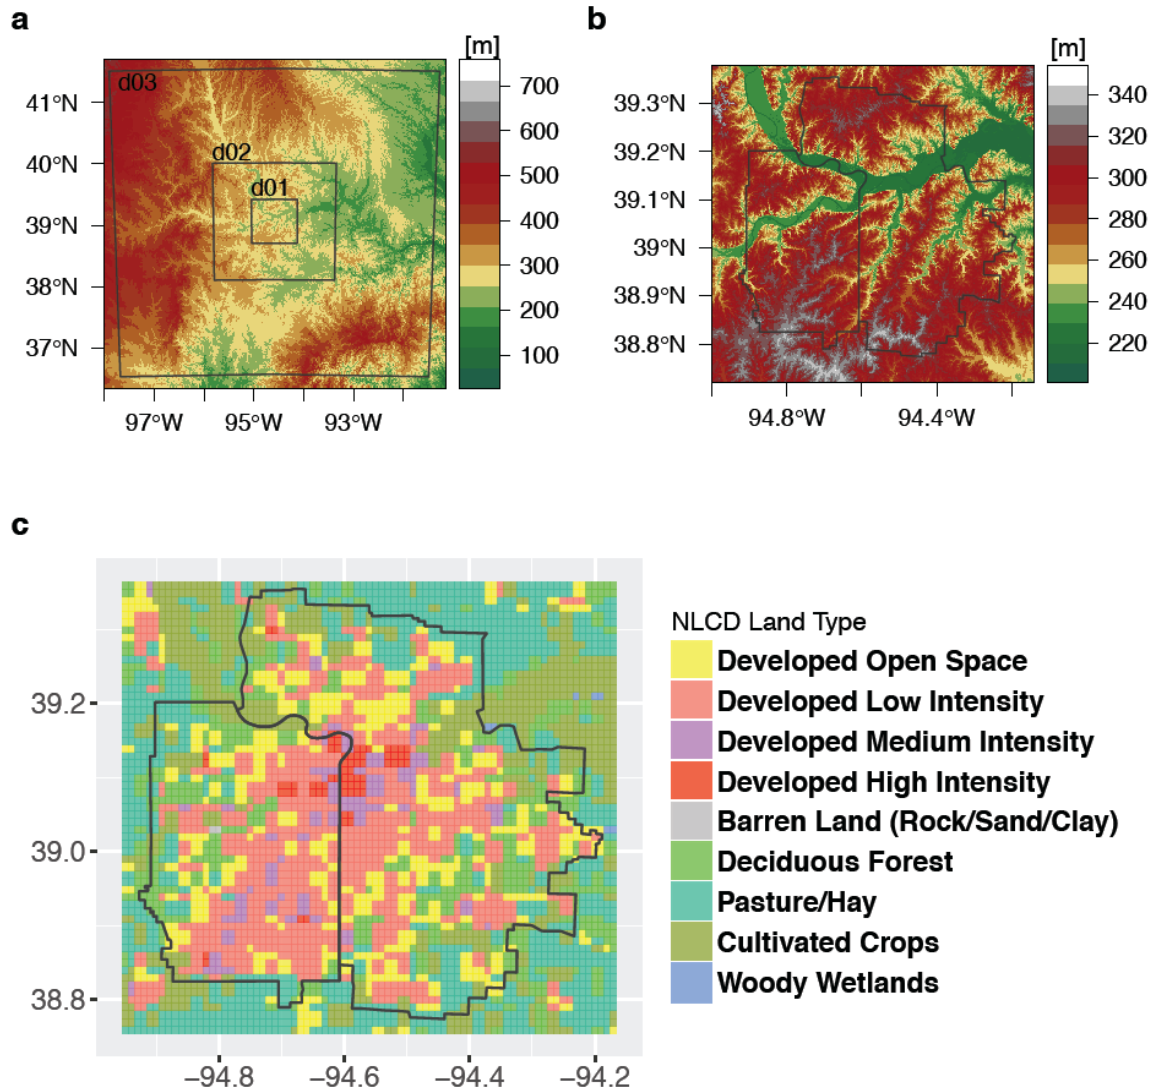 a
[m]
d03
d02
d01
41°N
40°N
39°N
38°N
37°N
97°W
95°W
93°W
700
600
500
400
300
200
100
b
[m]
39.3°N
39.2°N
39.1°N
39°N
38.9°N
38.8°N
94.8°W
94.4°W
340
320
300
280
260
240
220
c
39.2
39.0
38.8
−94.8
−94.6
−94.4
−94.2
NLCD Land Type
Developed Open Space
Developed Low Intensity
Developed Medium Intensity
Developed High Intensity
Barren Land (Rock/Sand/Clay)
Deciduous Forest
Pasture/Hay
Cultivated Crops
Woody Wetlands